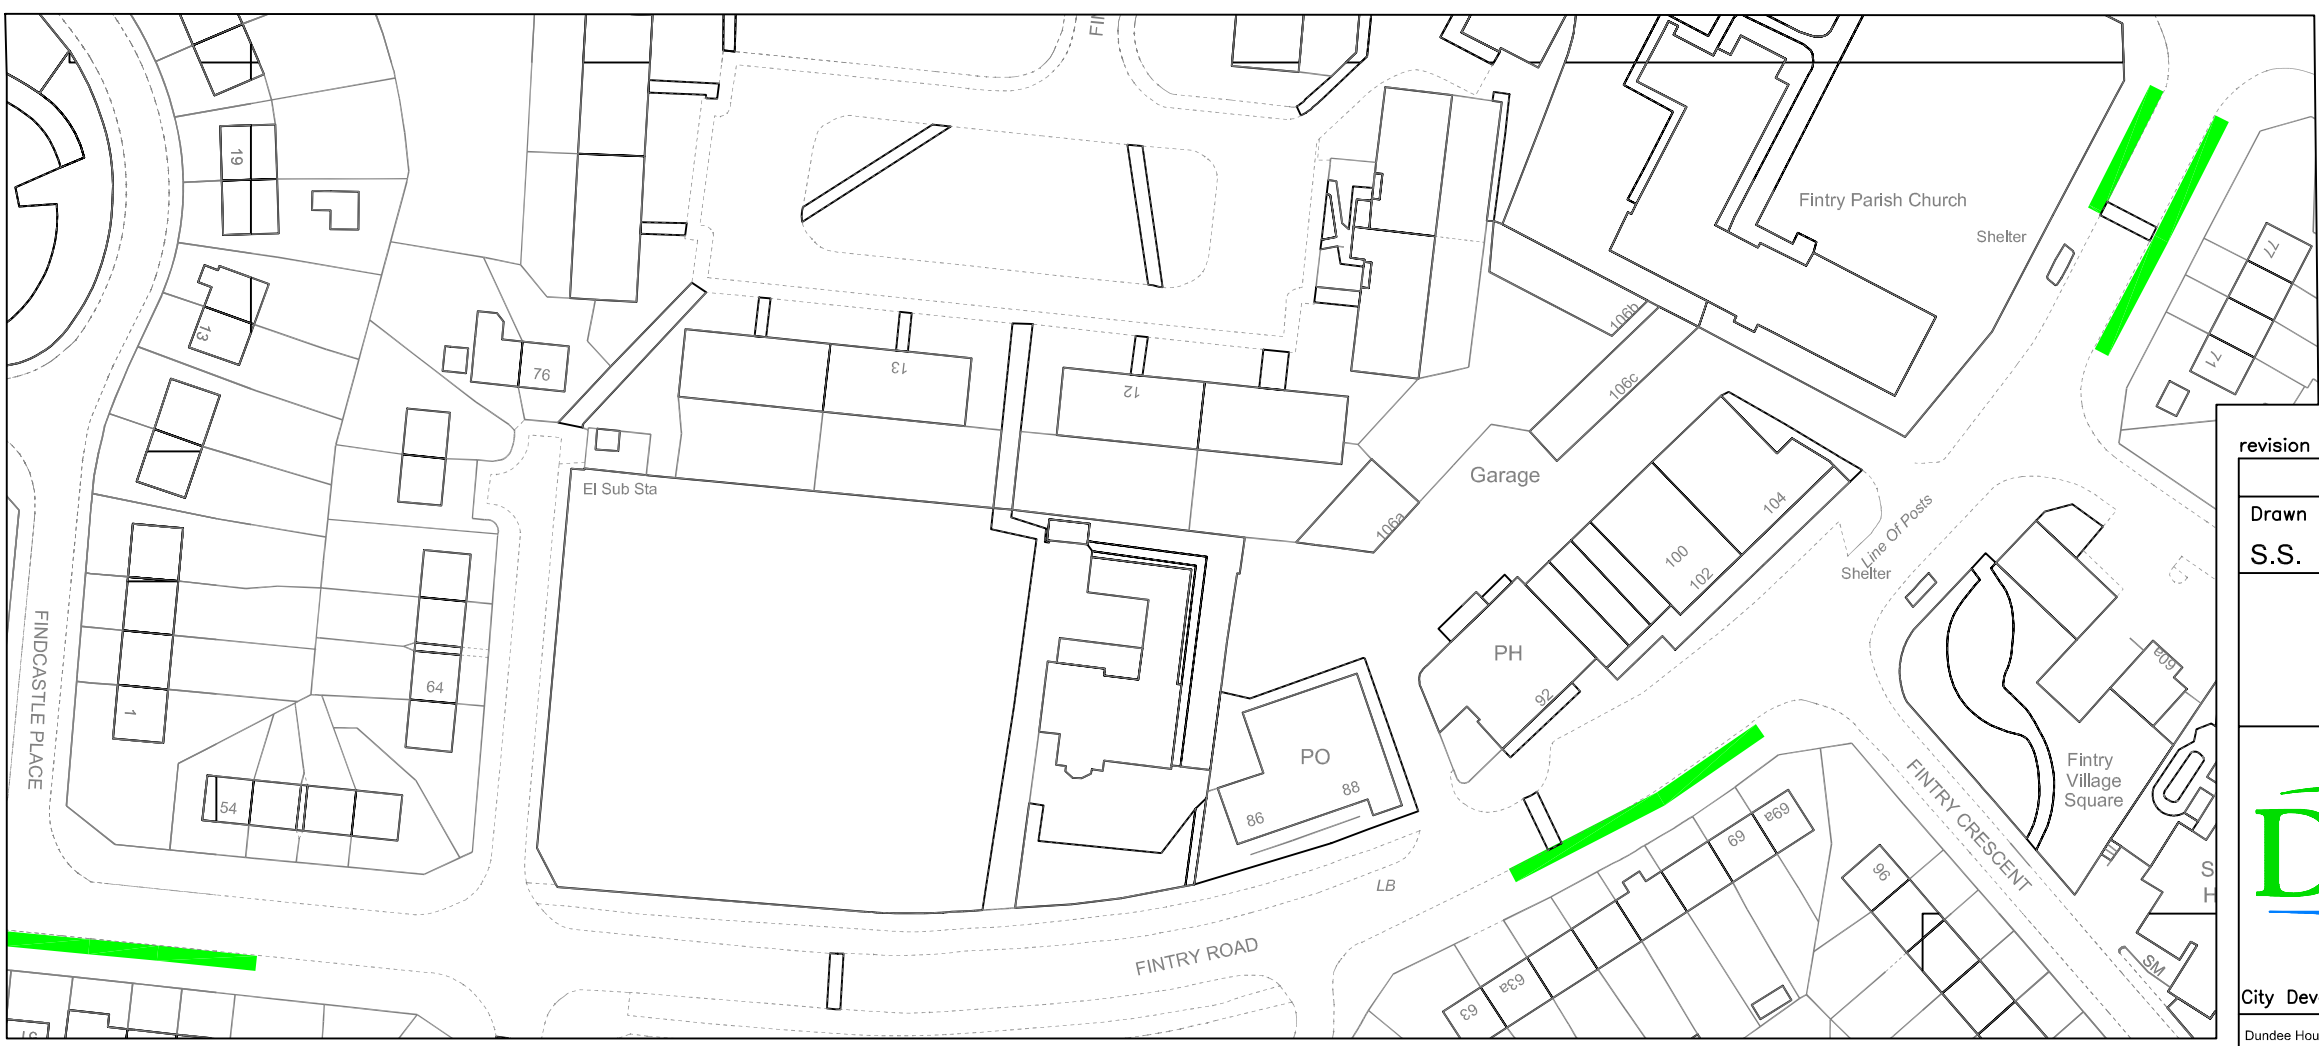 19
Fintry Parish Church
Shelter
77
71
13
76
13
12
106b
106c
revision
El Sub Sta
Garage
106a
104
Line Of Posts
Drawn
S.S.
Shelter
100
102
FINDCASTLE PLACE
1
64
PH
92
60a
PO
88
86
54
Fintry
Village
Square
FINTRY CRESCENT
69a
69
96
LB
D
FINTRY ROAD
63a
63
SM
City Dev
Dundee Hou